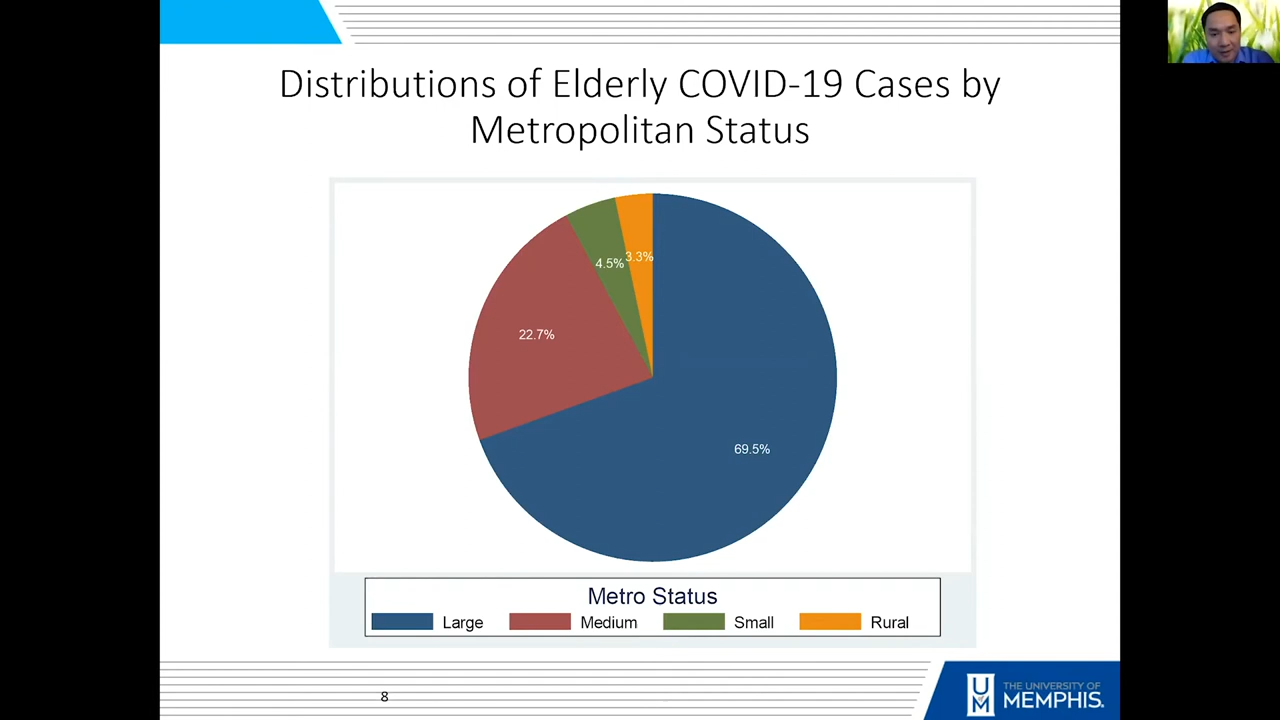 Distributions of Elderly COVID-19 Cases by
Metropolitan Status
3.3%
4.5%
22.7%
69.5%
Metro Status
Large Medium Small Rural
8
UM
THE UNIVERSITY OF
MEMPHIS.